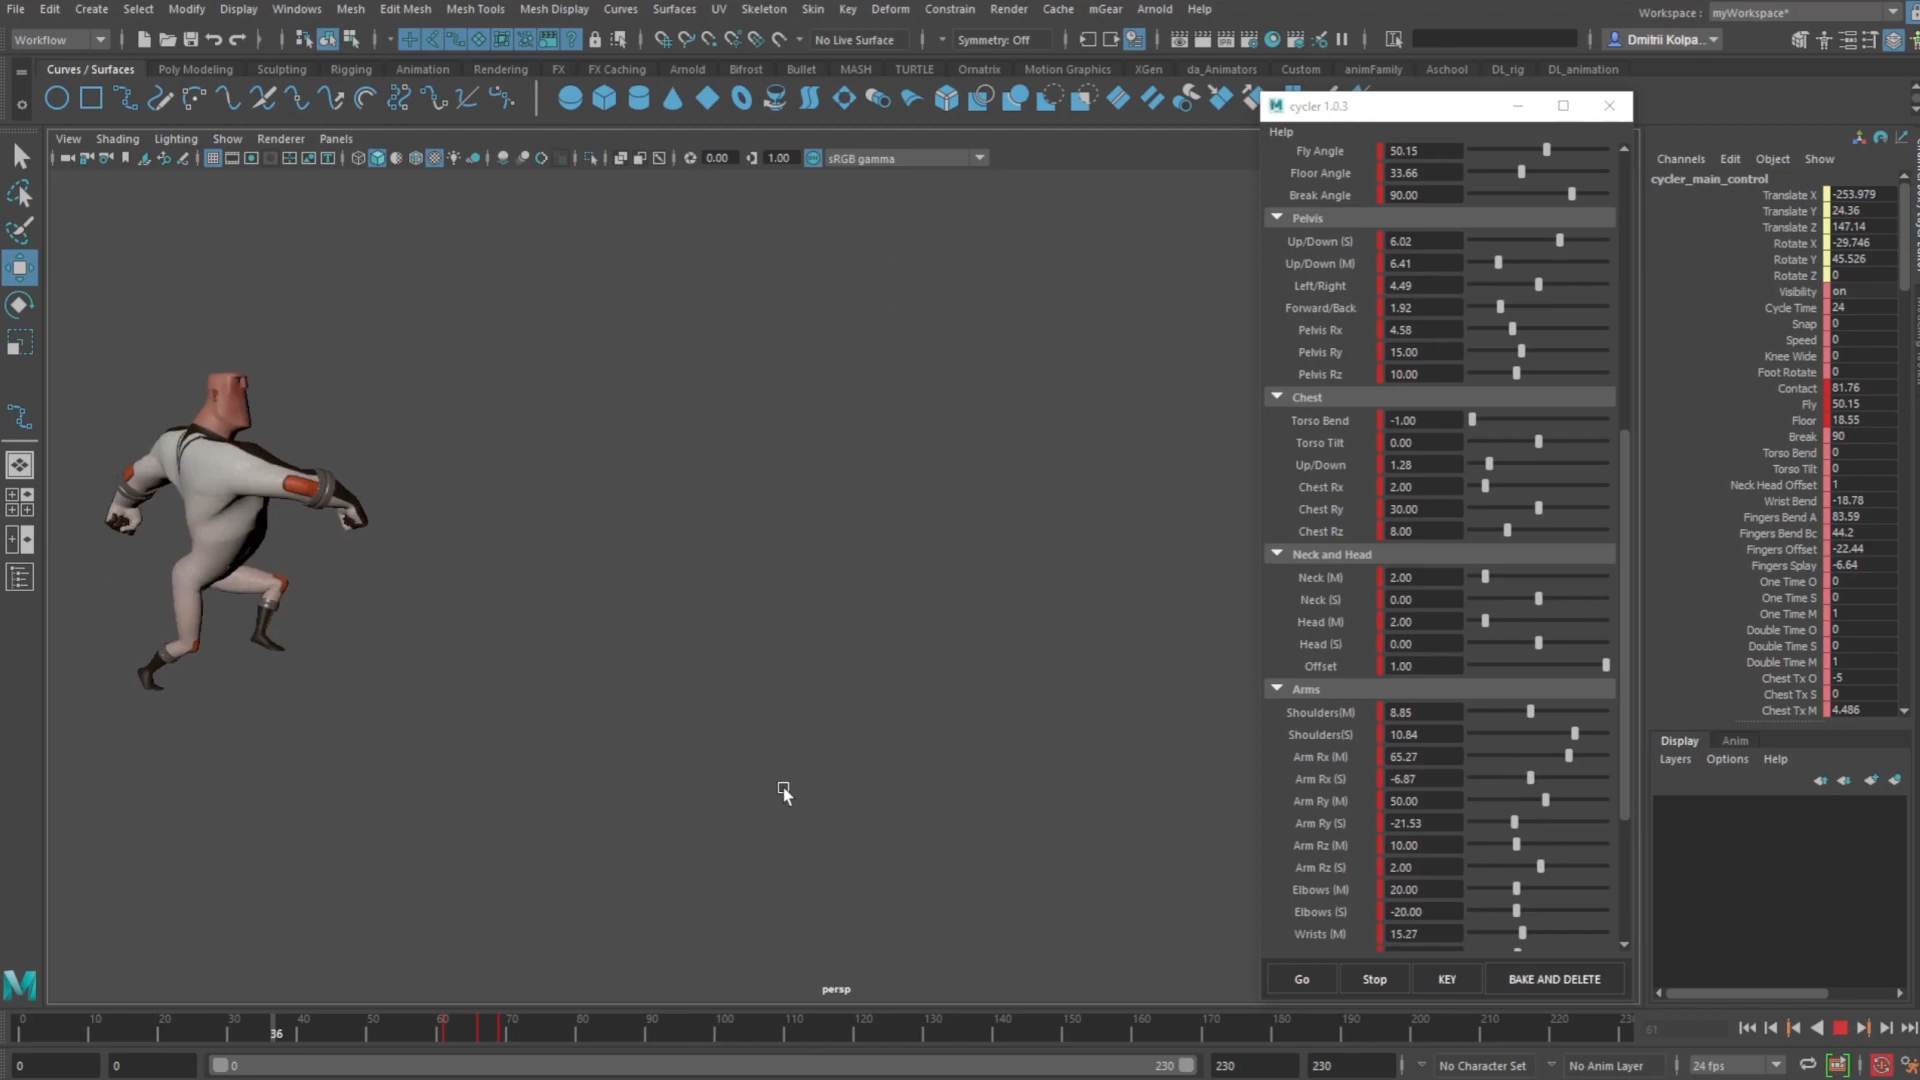 File Edit Create Select Modify Display Windows Mesh Edit Mesh Mesh Tools Mesh Display Curves Surfaces UV Skeleton Skin Key Deform Constrain Render Cache mGear Arnold Help
Workspace : myWorkspace*
Workflow
No Live Surface
Symmetry: Off
Dmitrii Kolpa...
Curves / Surfaces Poly Modeling Sculpting Rigging Animation Rendering FX FX Caching Arnold Bifrost Bullet MASH TURTLE Ornatrix Motion Graphics XGen da_Animators Custom animFamily Aschool DL_rig DL_animation
View Shading Lighting Show Renderer Panels
0.00 1.00 sRGB gamma
persp
cycler 1.0.3
Help
Fly Angle 50.15
Floor Angle 33.66
Break Angle 90.00
Pelvis
Up/Down (S) 6.02
Up/Down (M) 6.41
Left/Right 4.49
Forward/Back 1.92
Pelvis Rx 4.58
Pelvis Ry 15.00
Pelvis Rz 10.00
Chest
Torso Bend -1.00
Torso Tilt 0.00
Up/Down 1.28
Chest Rx 2.00
Chest Ry 30.00
Chest Rz 8.00
Neck and Head
Neck (M) 2.00
Neck (S) 0.00
Head (M) 2.00
Head (S) 0.00
Offset 1.00
Arms
Shoulders(M) 8.85
Shoulders(S) 10.84
Arm Rx (M) 65.27
Arm Rx (S) -6.87
Arm Ry (M) 50.00
Arm Ry (S) -21.53
Arm Rz (M) 10.00
Arm Rz (S) 2.00
Elbows (M) 20.00
Elbows (S) -20.00
Wrists (M) 15.27
Go Stop KEY BAKE AND DELETE
Channels Edit Object Show
cycler_main_control
Translate X -253.979
Translate Y 24.36
Translate Z 147.14
Rotate X -29.746
Rotate Y 45.526
Rotate Z 0
Visibility on
Cycle Time 24
Snap 0
Speed 0
Knee Wide 0
Foot Rotate 0
Contact 81.76
Fly 50.15
Floor 18.55
Break 90
Torso Bend 0
Torso Tilt 0
Neck Head Offset 1
Wrist Bend -18.78
Fingers Bend A 83.59
Fingers Bend Bc 44.2
Fingers Offset -22.44
Fingers Splay -6.64
One Time O 0
One Time S 0
One Time M 1
Double Time O 0
Double Time S 0
Double Time M 1
Chest Tx O -5
Chest Tx S 0
Chest Tx M 4.486
Display Anim
Layers Options Help
0 10 20 30 40 50 60 70 80 90 100 110 120 130 140 150 160 170 180 190 200 210 220
36
61
0 0 0 230 230 230 No Character Set No Anim Layer 24 fps